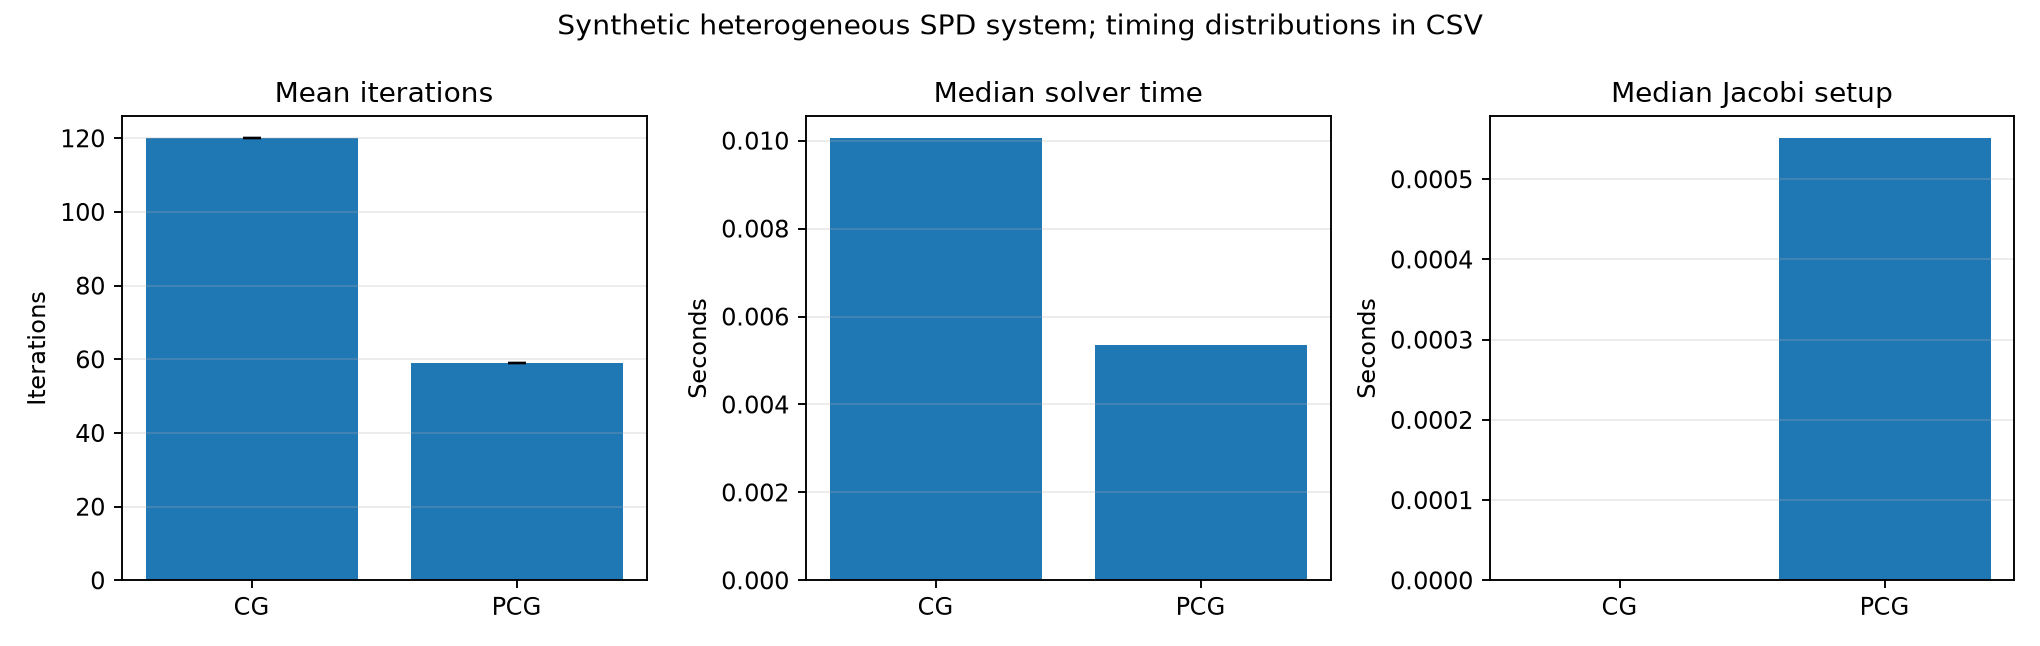 Synthetic heterogeneous SPD system; timing distributions in CSV
Mean iterations
Iterations
120
100
80
60
40
20
0
CG
PCG
Median solver time
Seconds
0.010
0.008
0.006
0.004
0.002
0.000
CG
PCG
Median Jacobi setup
Seconds
0.0005
0.0004
0.0003
0.0002
0.0001
0.0000
CG
PCG